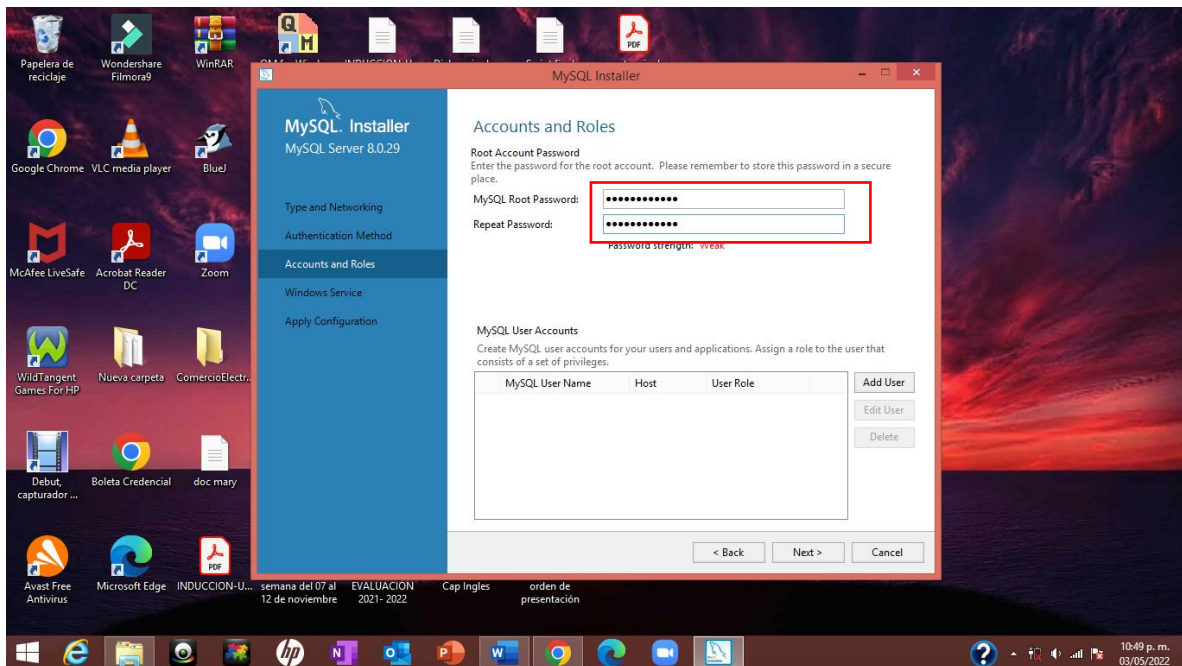 Papelera de
reciclaje
Wondershare
Filmora9
WinRAR
PDF
MySQL Installer
Google Chrome
VLC media player
BlueJ
McAfee LiveSafe
Acrobat Reader
DC
Zoom
WildTangent
Games For HP
Nueva carpeta
ComercioElectr...
Debut,
capturador ...
Boleta Credencial
doc mary
Avast Free
Antivirus
Microsoft Edge
PDF
INDUCCION-U...
semana del 07 al
12 de noviembre
EVALUACIÓN
2021- 2022
Cap Ingles
orden de
presentación
MySQL. Installer
MySQL Server 8.0.29
Type and Networking
Authentication Method
Accounts and Roles
Windows Service
Apply Configuration
Accounts and Roles
Root Account Password
Enter the password for the root account. Please remember to store this password in a secure
place.
MySQL Root Password: ●●●●●●●●●●●●
Repeat Password: ●●●●●●●●●●●●
Password strength: Weak
MySQL User Accounts
Create MySQL user accounts for your users and applications. Assign a role to the user that
consists of a set of privileges.
MySQL User Name Host User Role
Add User
Edit User
Delete
< Back Next > Cancel
10:49 p. m.
03/05/2022